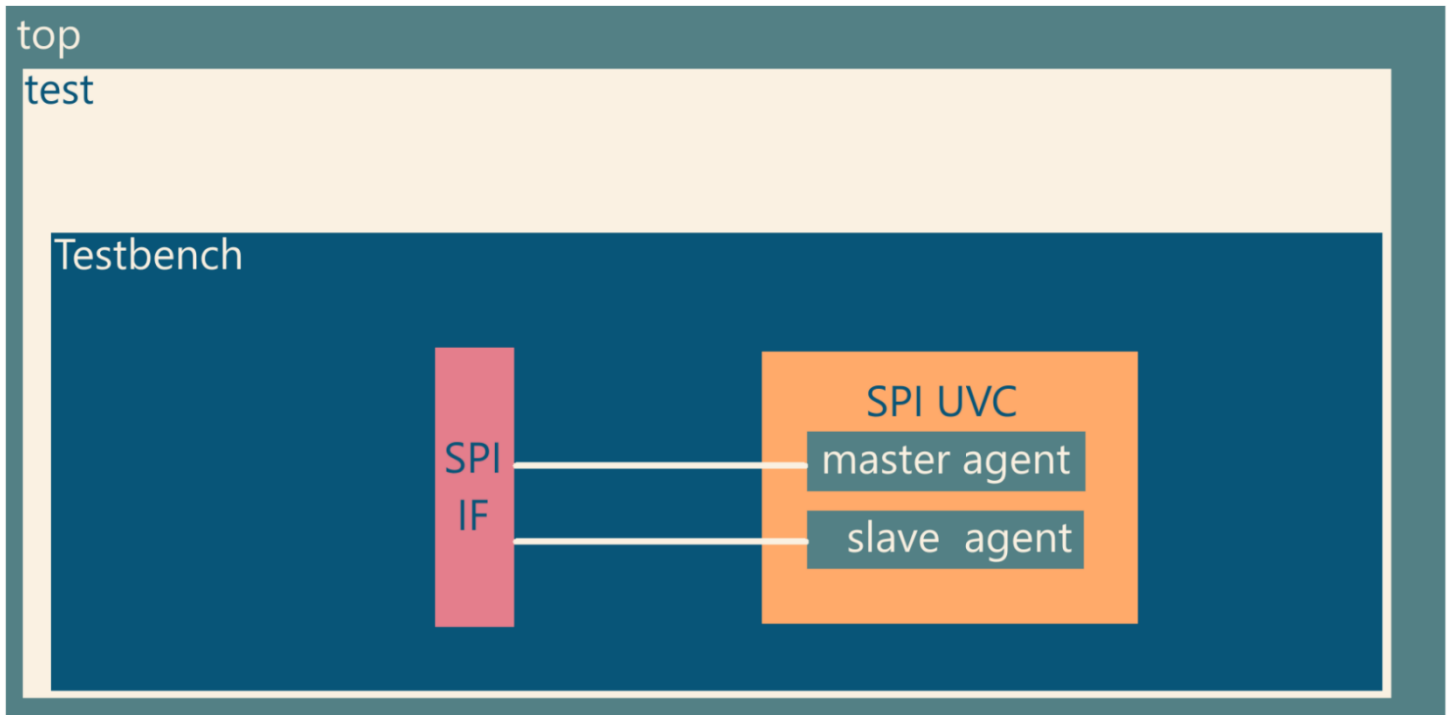 top
test
Testbench
SPI
IF
SPI UVC
master agent
slave agent